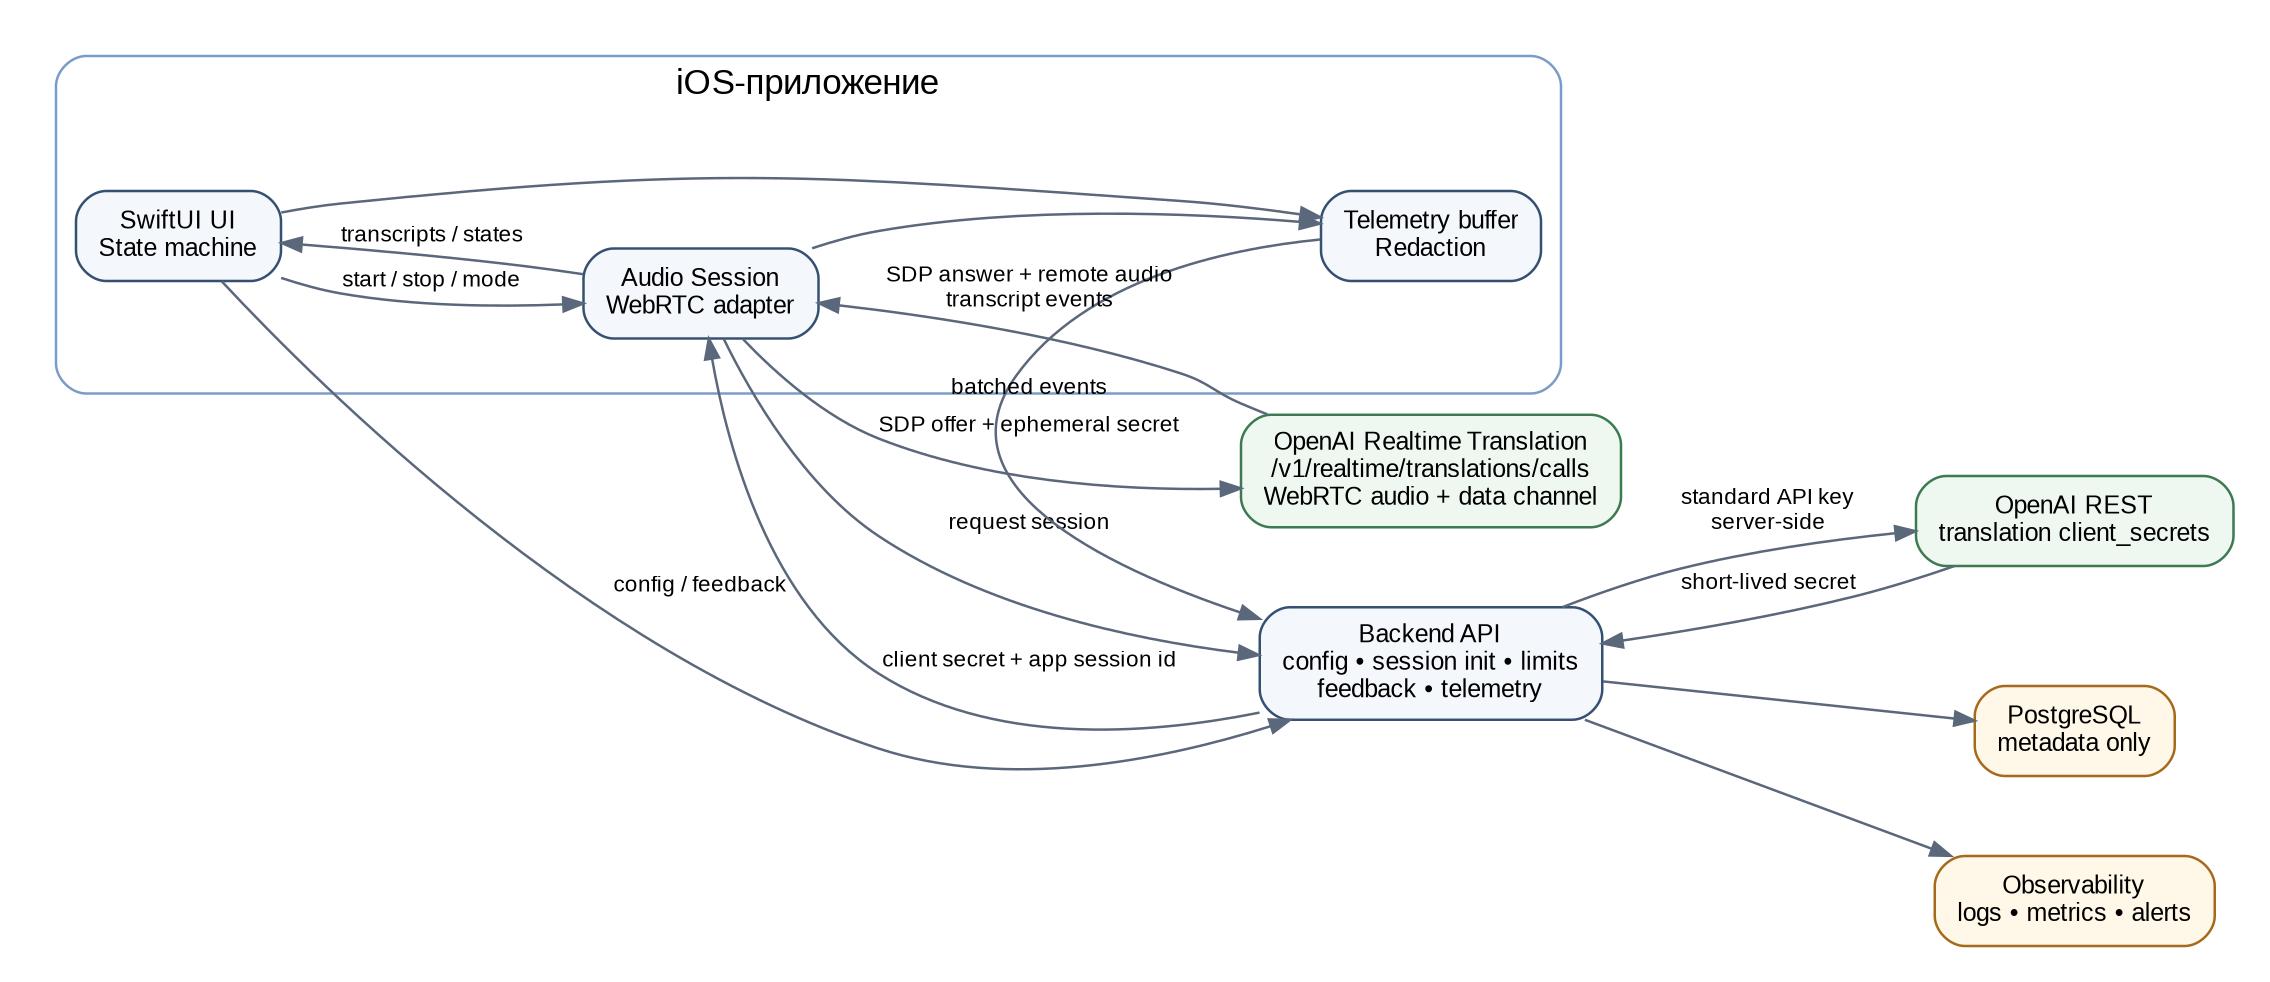 iOS-приложение
SwiftUI UI
State machine
transcripts / states
start / stop / mode
Audio Session
WebRTC adapter
Telemetry buffer
Redaction
SDP answer + remote audio
transcript events
batched events
SDP offer + ephemeral secret
OpenAI Realtime Translation
/v1/realtime/translations/calls
WebRTC audio + data channel
request session
config / feedback
client secret + app session id
Backend API
config • session init • limits
feedback • telemetry
standard API key
server-side
short-lived secret
OpenAI REST
translation client_secrets
PostgreSQL
metadata only
Observability
logs • metrics • alerts